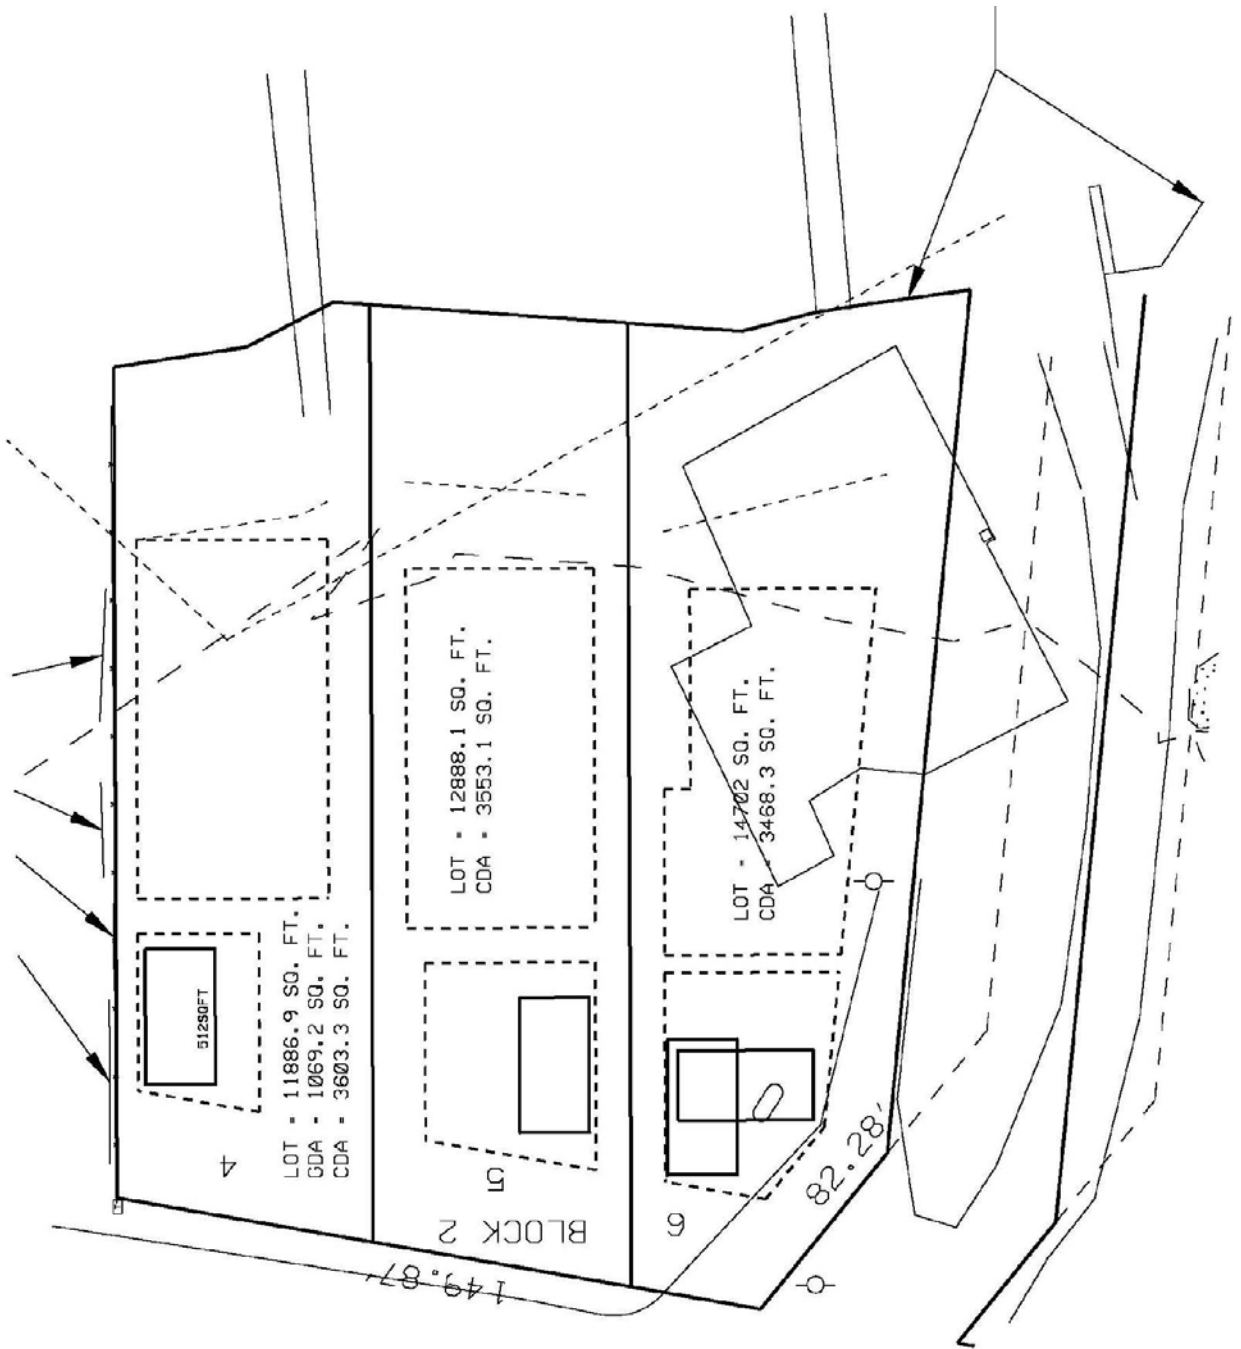 LOT - 11886.9 SQ. FT.
GDA - 1069.2 SQ. FT.
CDA - 3603.3 SQ. FT.
512SQFT
4
LOT - 12888.1 SQ. FT.
CDA - 3553.1 SQ. FT.
5
BLOCK 2
LOT - 14702 SQ. FT.
CDA - 3468.3 SQ. FT.
6
149.87'
82.28'